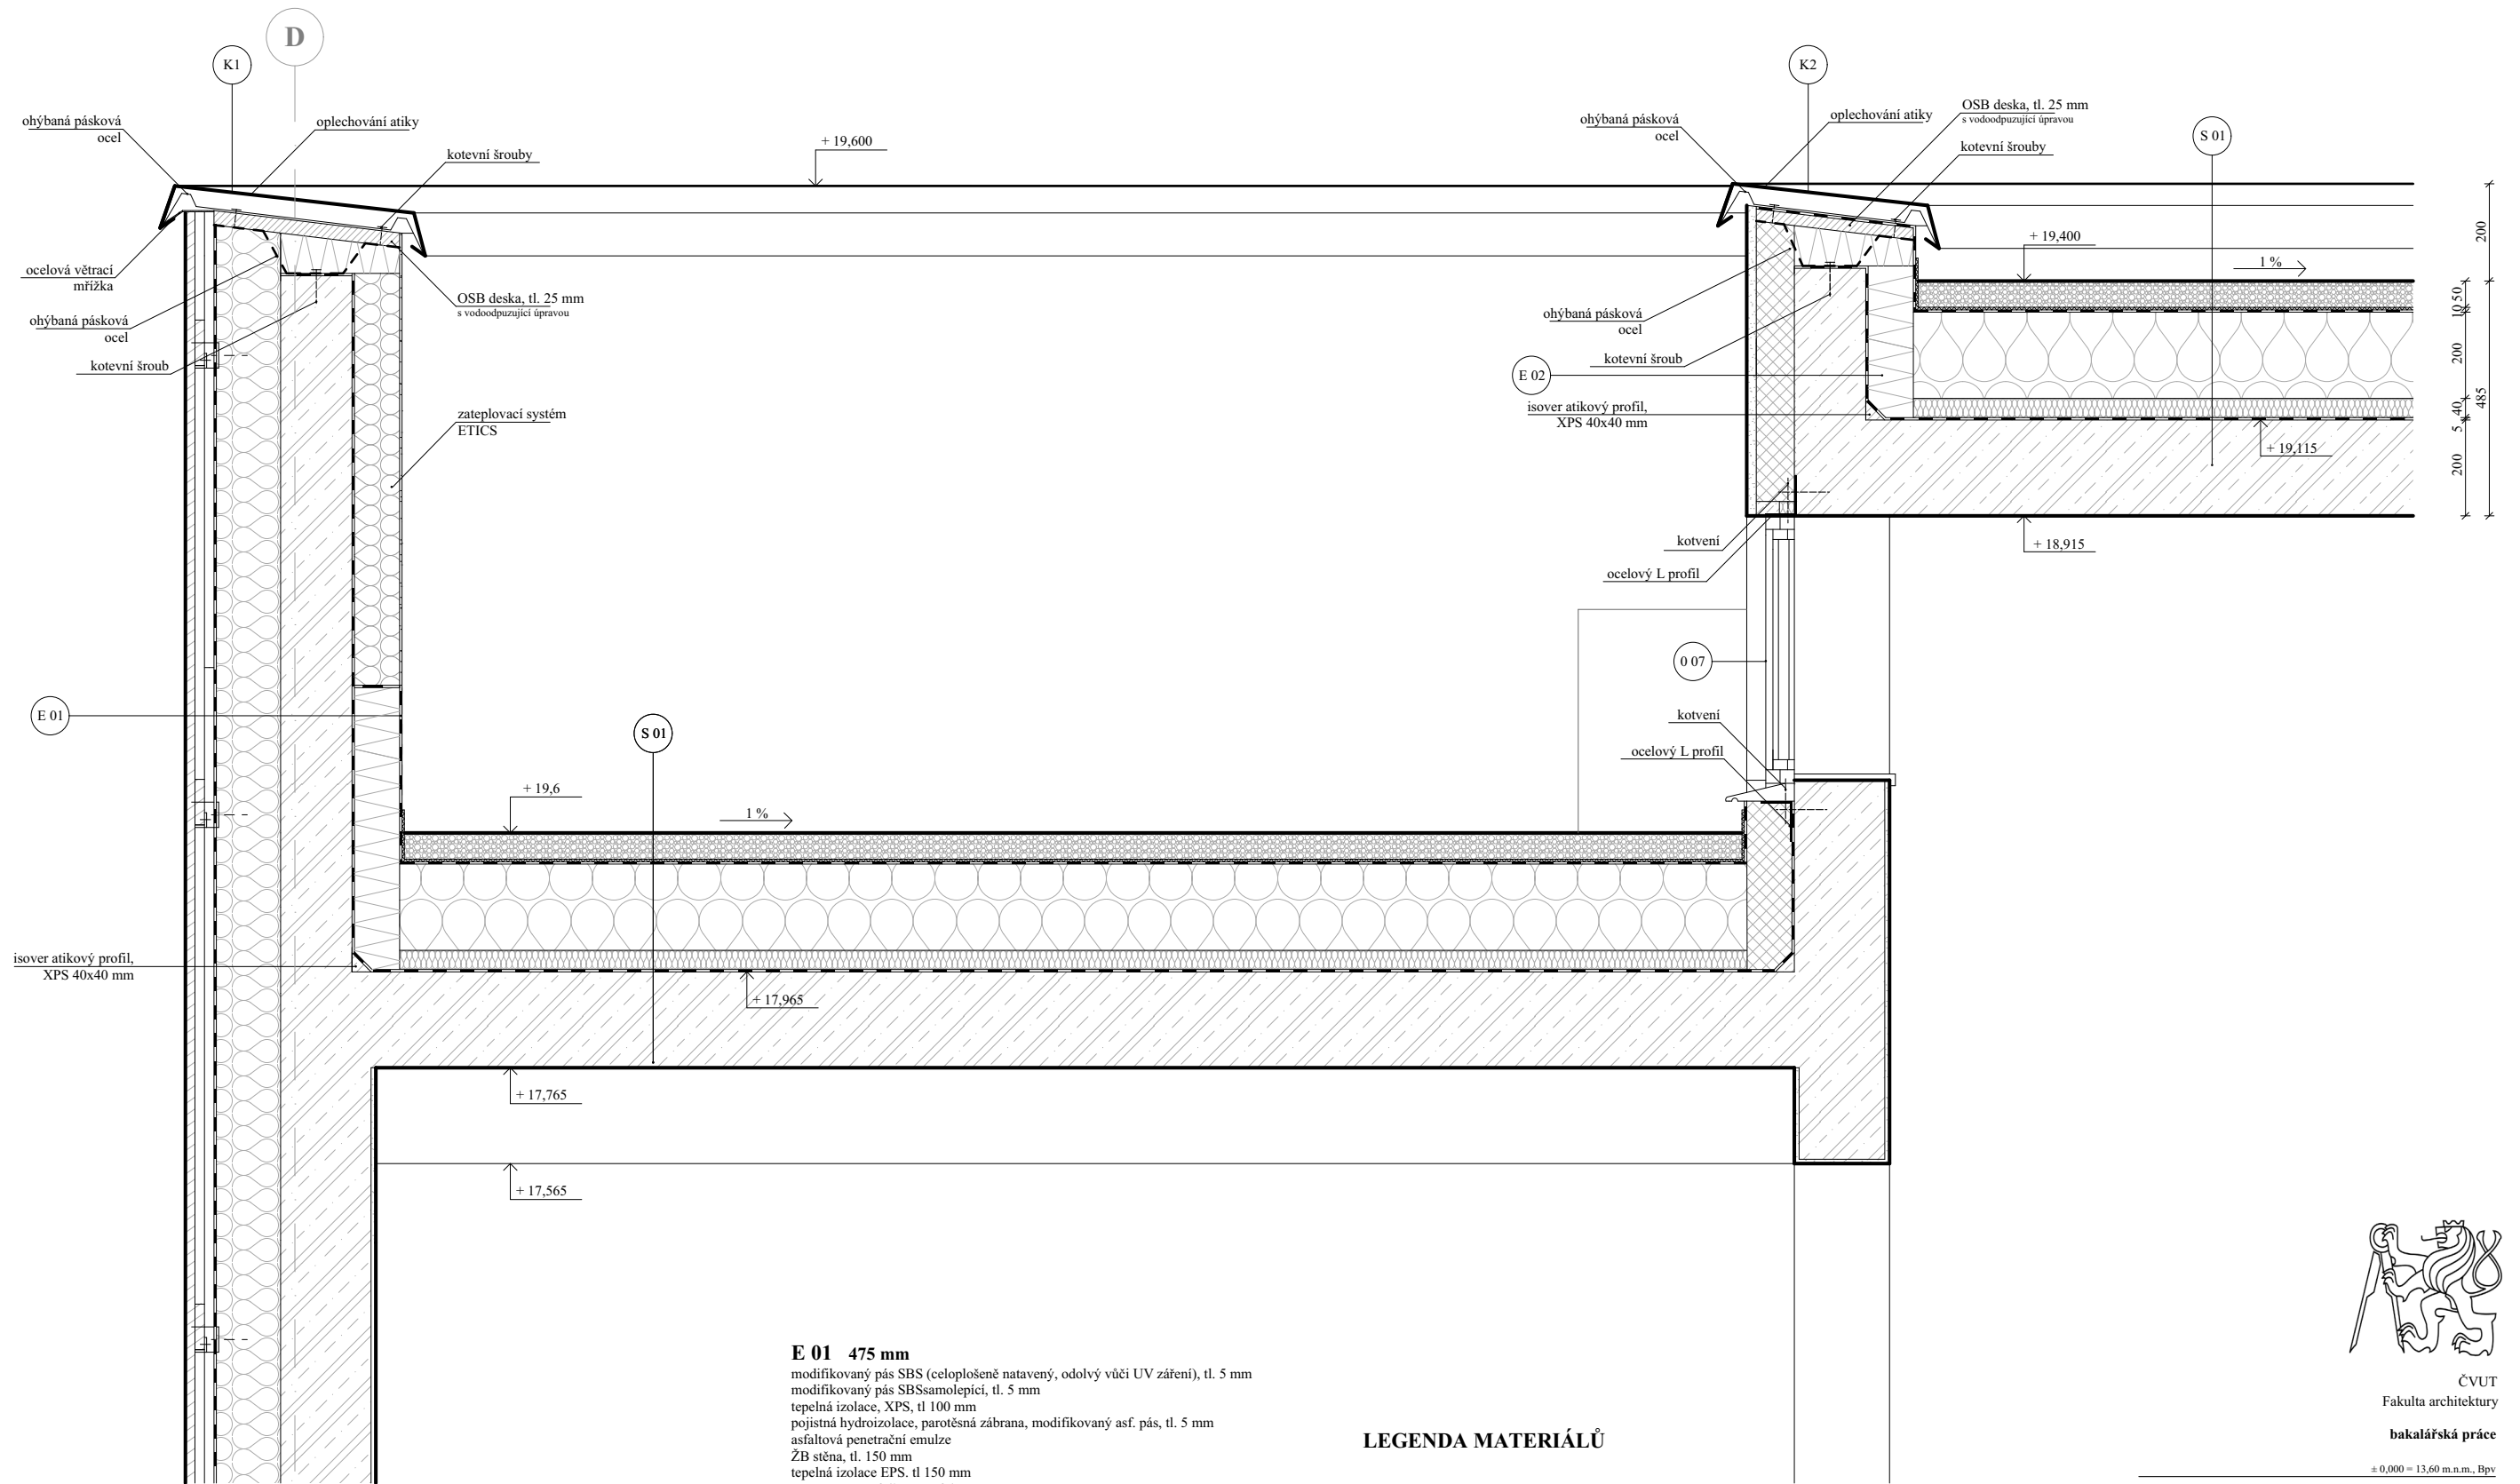 D
K1
K2
ohýbaná pásková
ocel
oplechování atiky
kotevní šrouby
+ 19,600
ohýbaná pásková
ocel
oplechování atiky
OSB deska, tl. 25 mm
s vodoodpuzující úpravou
kotevní šrouby
S 01
ocelová větrací
mřížka
ohýbaná pásková
ocel
kotevní šroub
OSB deska, tl. 25 mm
s vodoodpuzující úpravou
zateplovací systém
ETICS
+ 19,400
1 %
200
50
10
200
40
5
200
485
ohýbaná pásková
ocel
kotevní šroub
E 02
isover atikový profil,
XPS 40x40 mm
+ 19,115
+ 18,915
kotvení
ocelový L profil
0 07
kotvení
ocelový L profil
E 01
S 01
+ 19,6
1 %
isover atikový profil,
XPS 40x40 mm
+ 17,965
+ 17,765
+ 17,565
E 01 475 mm
modifikovaný pás SBS (celoplošeně natavený, odolvý vůči UV záření), tl. 5 mm
modifikovaný pás SBSsamolepící, tl. 5 mm
tepelná izolace, XPS, tl 100 mm
pojistná hydroizolace, parotěsná zábrana, modifikovaný asf. pás, tl. 5 mm
asfaltová penetrační emulze
ŽB stěna, tl. 150 mm
tepelná izolace EPS. tl 150 mm
LEGENDA MATERIÁLŮ
ČVUT
Fakulta architektury
bakalářská práce
± 0,000 = 13,60 m.n.m., Bpv